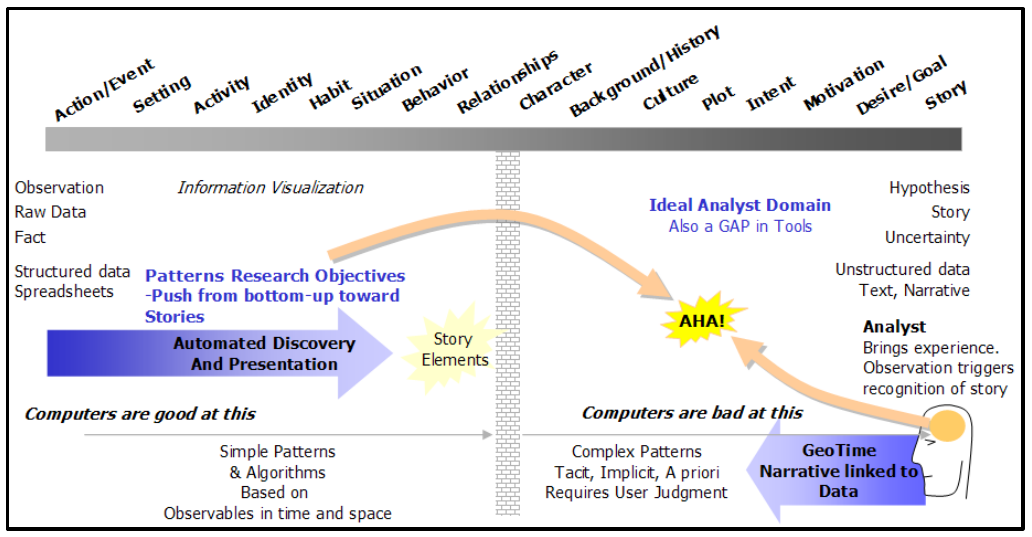 Action/Event
Setting
Activity
Identity
Habit
Situation
Behavior
Relationships
Character
Background/History
Culture
Plot
Intent
Motivation
Desire/Goal
Story
Observation
Raw Data
Fact
Structured data
Spreadsheets
Information Visualization
Patterns Research Objectives
-Push from bottom-up toward
Stories
Automated Discovery
And Presentation
Story
Elements
Computers are good at this
Simple Patterns
& Algorithms
Based on
Observables in time and space
Ideal Analyst Domain
Also a GAP in Tools
Hypothesis
Story
Uncertainty
Unstructured data
Text, Narrative
AHA!
Analyst
Brings experience.
Observation triggers
recognition of story
Computers are bad at this
Complex Patterns
Tacit, Implicit, A priori
Requires User Judgment
GeoTime
Narrative linked to
Data